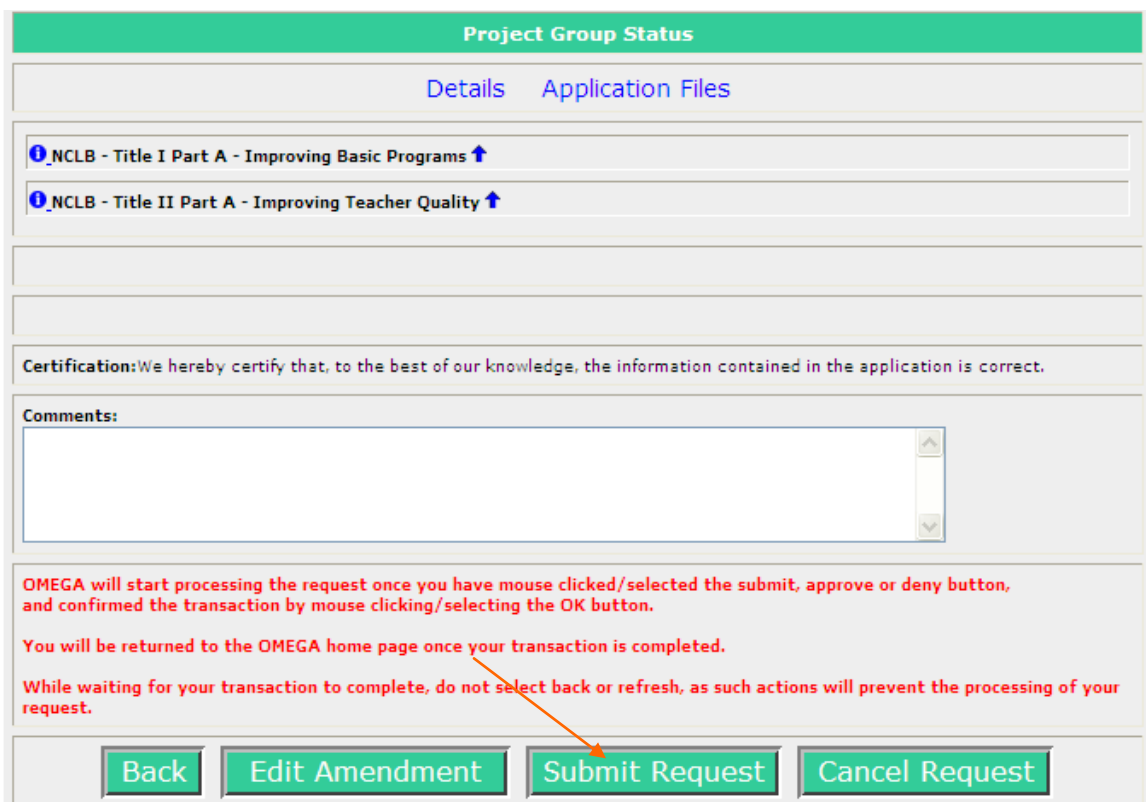 Project Group Status
Details Application Files
NCLB - Title I Part A - Improving Basic Programs
NCLB - Title II Part A - Improving Teacher Quality
Certification:We hereby certify that, to the best of our knowledge, the information contained in the application is correct.
Comments:
OMEGA will start processing the request once you have mouse clicked/selected the submit, approve or deny button,
and confirmed the transaction by mouse clicking/selecting the OK button.
You will be returned to the OMEGA home page once your transaction is completed.
While waiting for your transaction to complete, do not select back or refresh, as such actions will prevent the processing of your
request.
Back Edit Amendment Submit Request Cancel Request